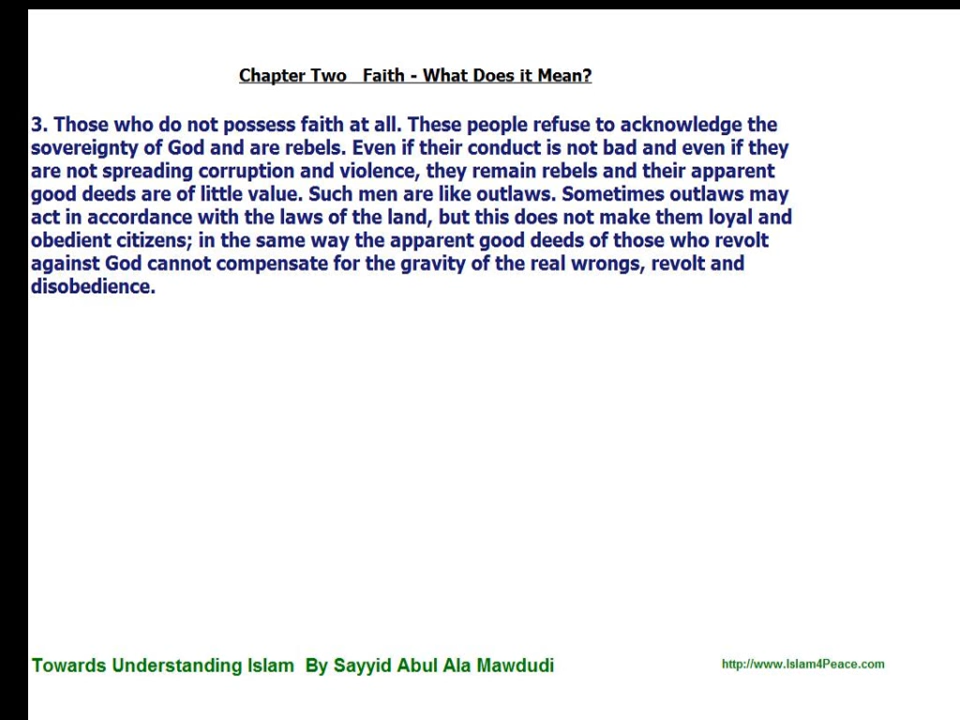 Chapter Two   Faith - What Does it Mean?
3. Those who do not possess faith at all. These people refuse to acknowledge the
sovereignty of God and are rebels. Even if their conduct is not bad and even if they
are not spreading corruption and violence, they remain rebels and their apparent
good deeds are of little value. Such men are like outlaws. Sometimes outlaws may
act in accordance with the laws of the land, but this does not make them loyal and
obedient citizens; in the same way the apparent good deeds of those who revolt
against God cannot compensate for the gravity of the real wrongs, revolt and
disobedience.
Towards Understanding Islam  By Sayyid Abul Ala Mawdudi
http://www.Islam4Peace.com